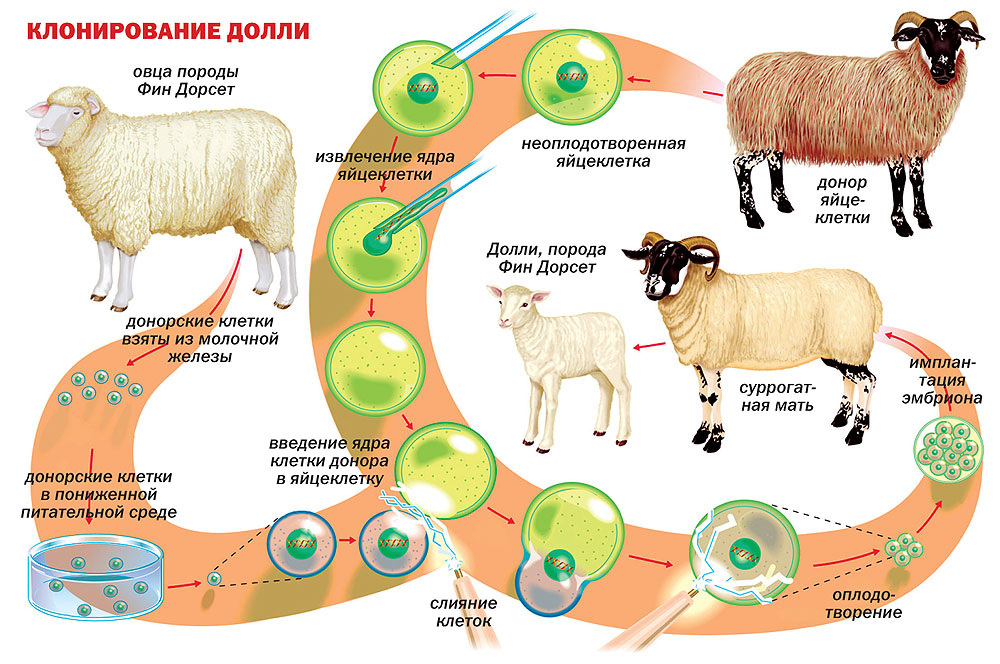 КЛОНИРОВАНИЕ ДОЛЛИ
овца породы
Фин Дорсет
извлечение ядра
яйцеклетки
неоплодотворенная
яйцеклетка
донор
яйце-
клетки
Долли, порода
Фин Дорсет
донорские клетки
взяты из молочной
железы
суррогат-
ная мать
имплан-
тация
эмбриона
введение ядра
клетки донора
в яйцеклетку
донорские клетки
в пониженной
питательной среде
слияние
клеток
оплодо-
творение